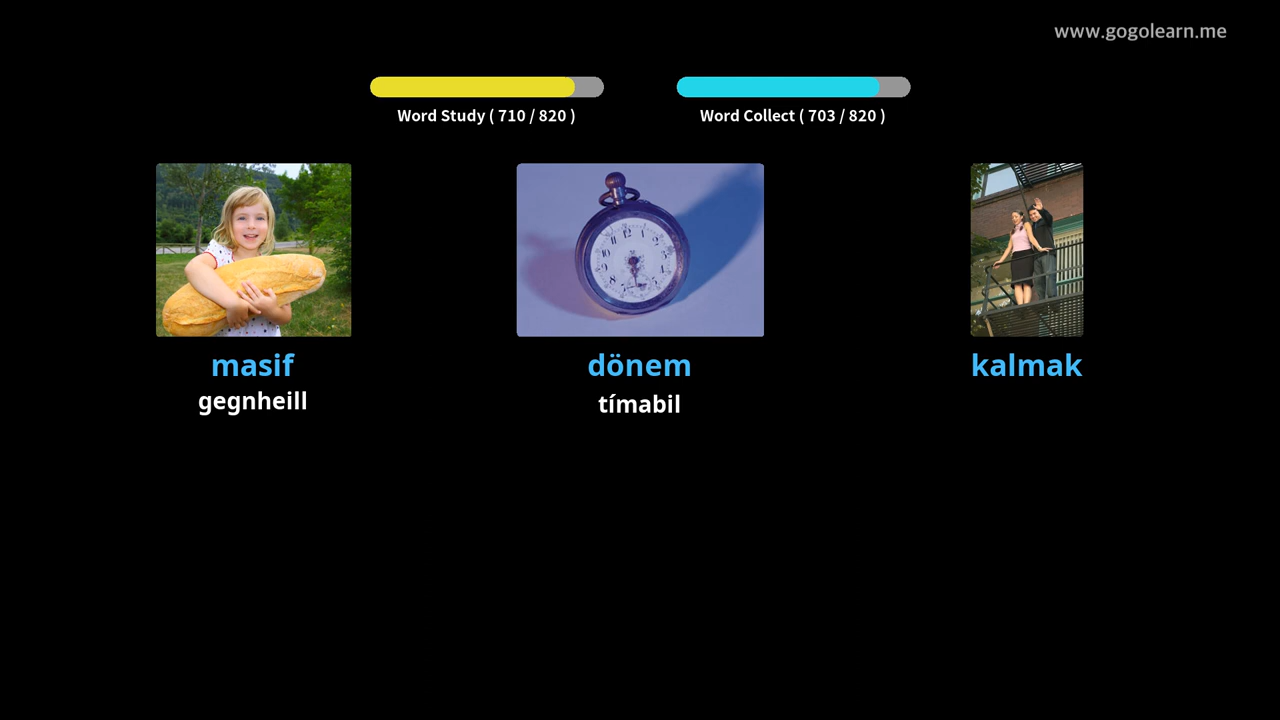 www.gogolearn.me
Word Study ( 710 / 820 )
Word Collect ( 703 / 820 )
masif
gegnheill
dönem
tímabil
kalmak